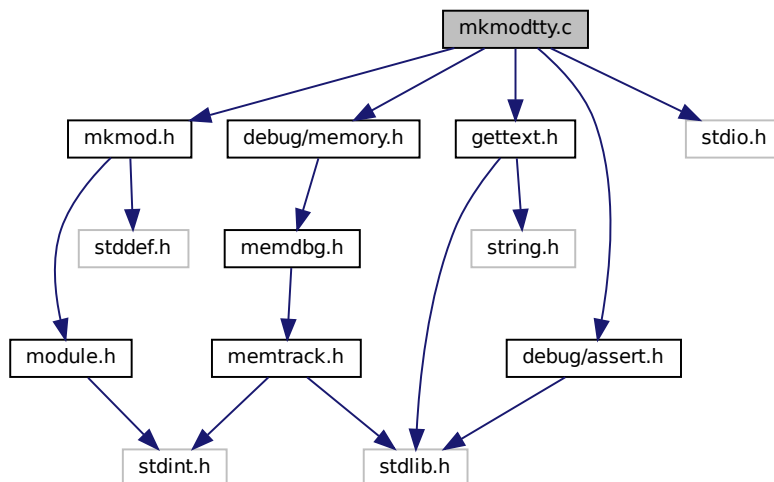 mkmodtty.c
mkmod.h
debug/memory.h
gettext.h
stdio.h
stddef.h
memdbg.h
string.h
module.h
memtrack.h
debug/assert.h
stdint.h
stdlib.h